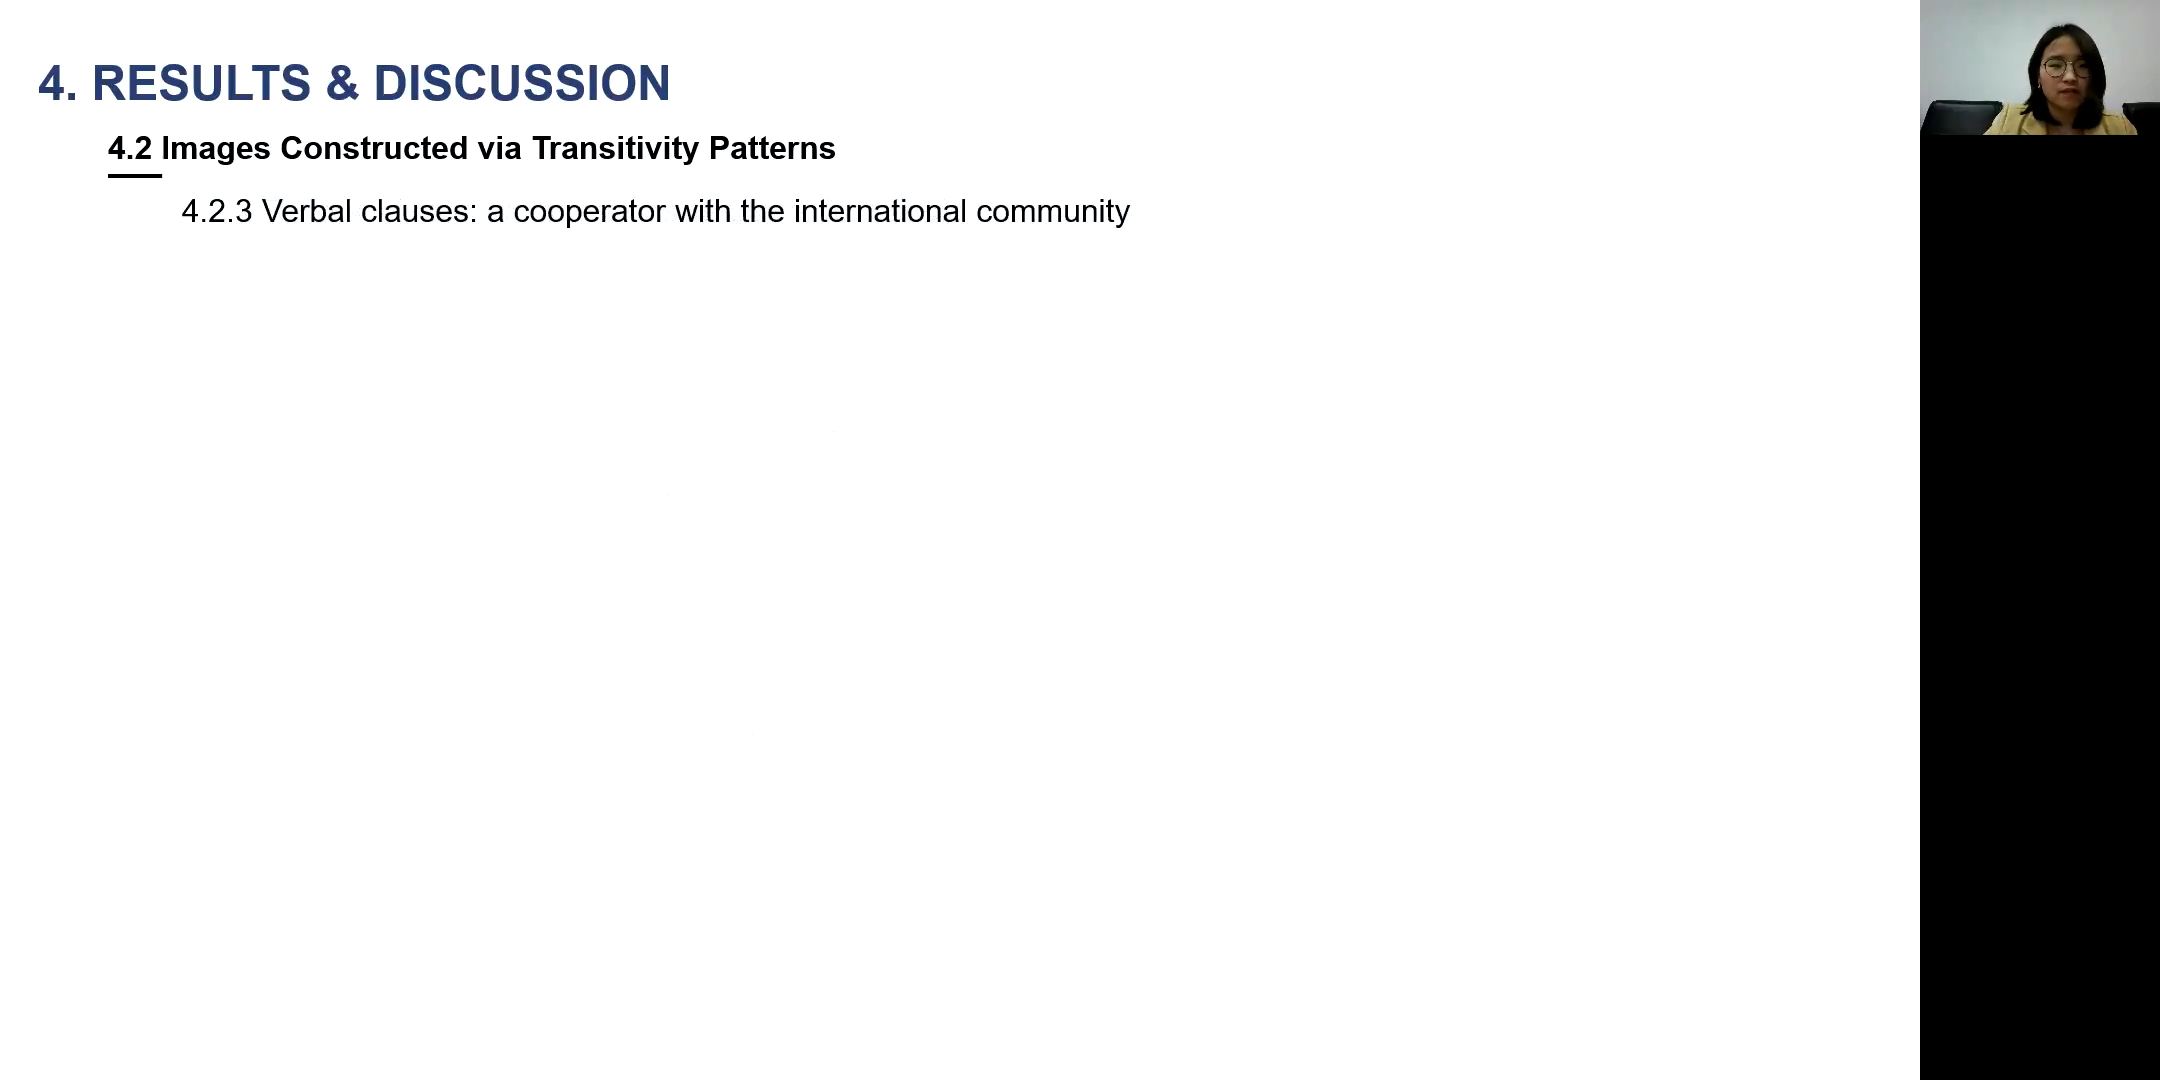 4. RESULTS & DISCUSSION
4.2 Images Constructed via Transitivity Patterns
4.2.3 Verbal clauses: a cooperator with the international community